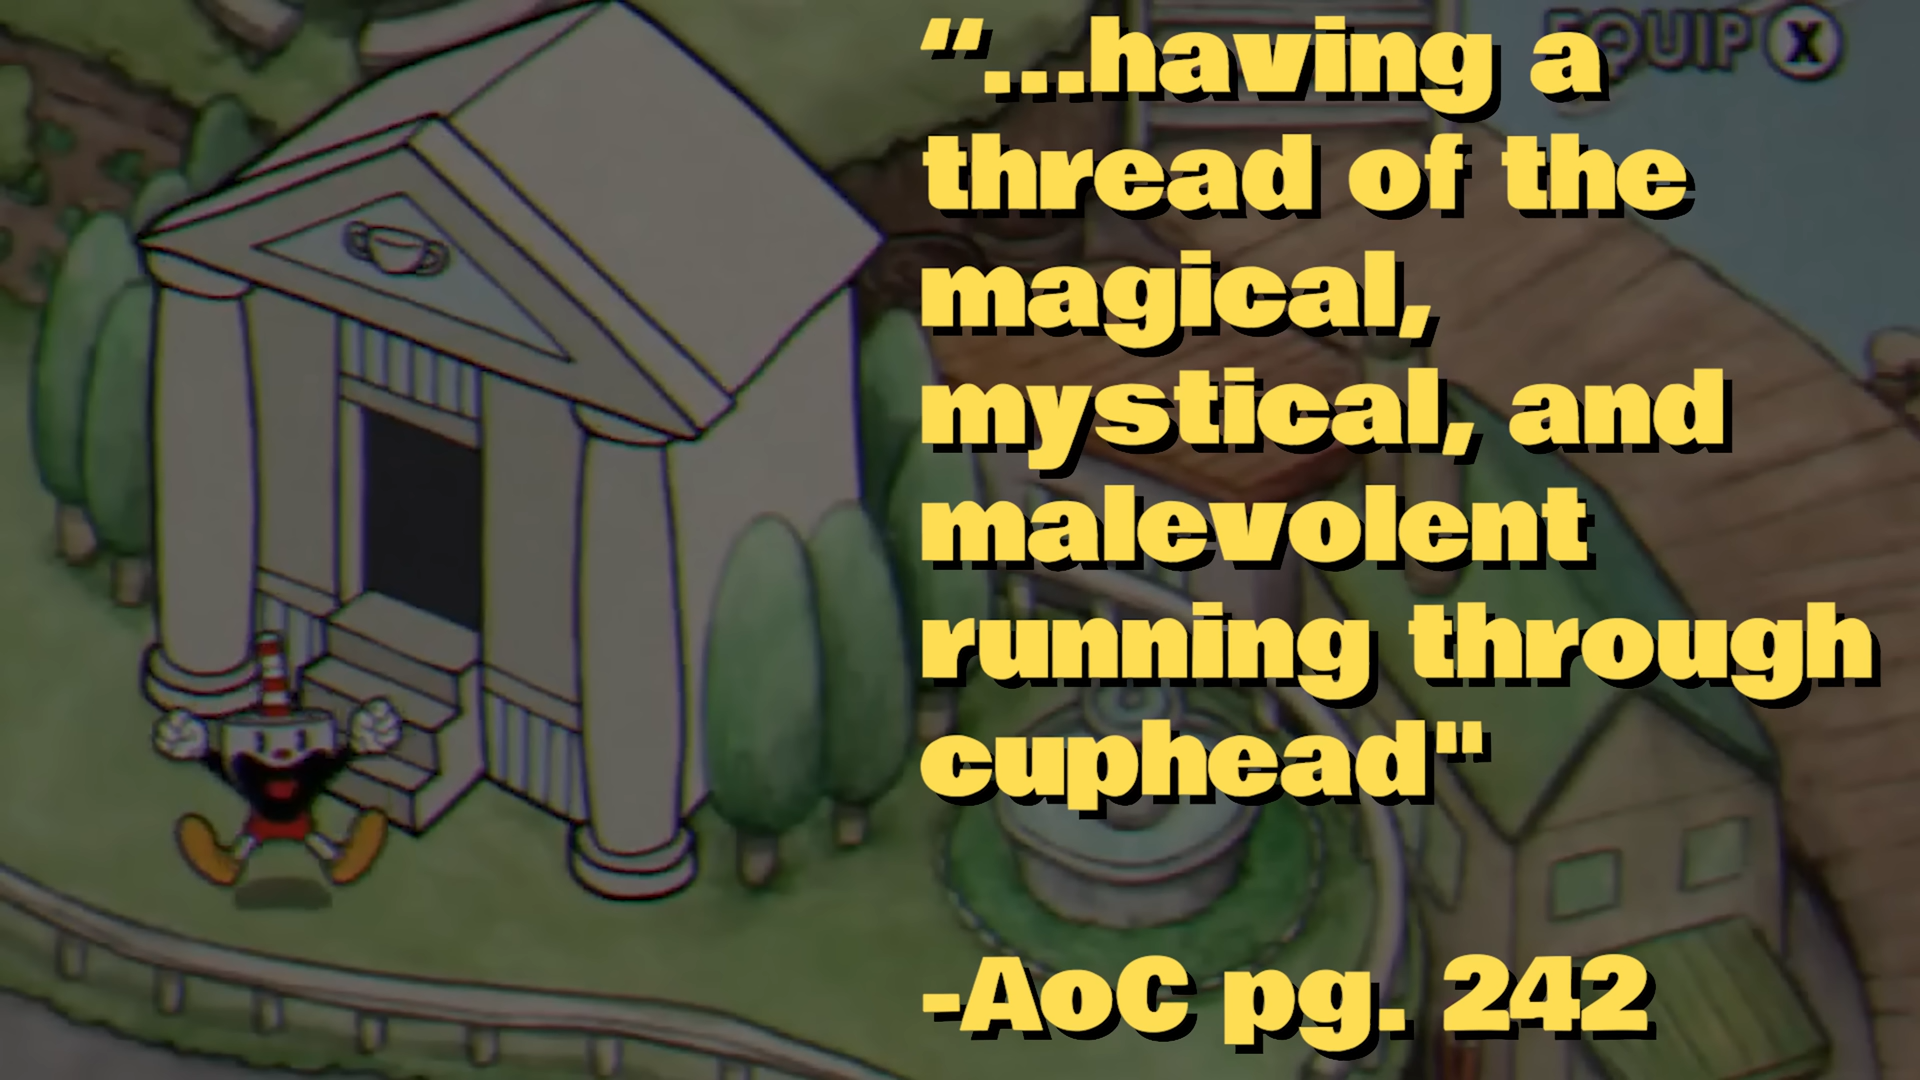 “...having a
EQUIP X
thread of the
magical,
mystical, and
malevolent
running through
cuphead"
-AoC pg. 242